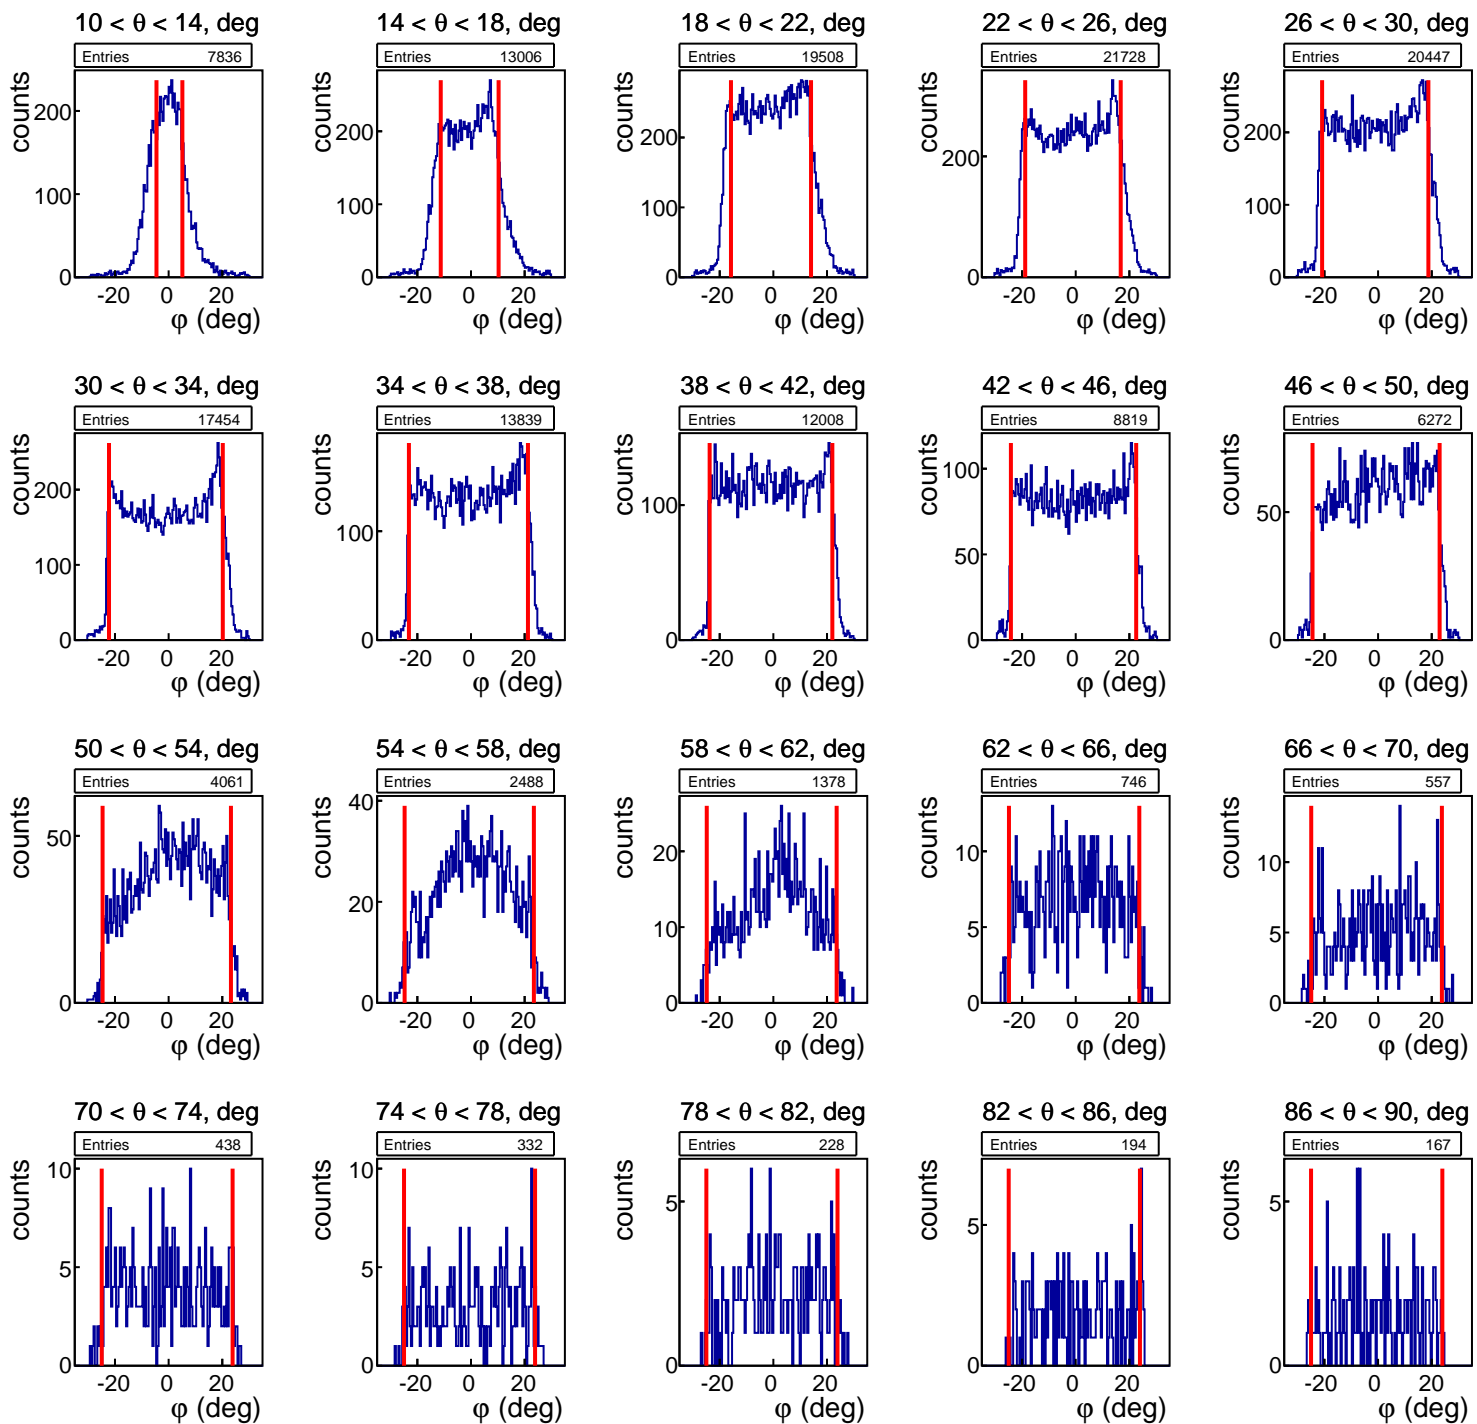 10 < θ < 14, deg
Entries 7836
counts
200
100
0
-20 0 20
φ (deg)
14 < θ < 18, deg
Entries 13006
counts
200
100
0
-20 0 20
φ (deg)
18 < θ < 22, deg
Entries 19508
counts
200
100
0
-20 0 20
φ (deg)
22 < θ < 26, deg
Entries 21728
counts
200
0
-20 0 20
φ (deg)
26 < θ < 30, deg
Entries 20447
counts
200
100
0
-20 0 20
φ (deg)
30 < θ < 34, deg
Entries 17454
counts
200
100
0
-20 0 20
φ (deg)
34 < θ < 38, deg
Entries 13839
counts
100
0
-20 0 20
φ (deg)
38 < θ < 42, deg
Entries 12008
counts
100
0
-20 0 20
φ (deg)
42 < θ < 46, deg
Entries 8819
counts
100
50
0
-20 0 20
φ (deg)
46 < θ < 50, deg
Entries 6272
counts
50
0
-20 0 20
φ (deg)
50 < θ < 54, deg
Entries 4061
counts
50
0
-20 0 20
φ (deg)
54 < θ < 58, deg
Entries 2488
counts
40
20
0
-20 0 20
φ (deg)
58 < θ < 62, deg
Entries 1378
counts
20
10
0
-20 0 20
φ (deg)
62 < θ < 66, deg
Entries 746
counts
10
5
0
-20 0 20
φ (deg)
66 < θ < 70, deg
Entries 557
counts
10
5
0
-20 0 20
φ (deg)
70 < θ < 74, deg
Entries 438
counts
10
5
0
-20 0 20
φ (deg)
74 < θ < 78, deg
Entries 332
counts
10
5
0
-20 0 20
φ (deg)
78 < θ < 82, deg
Entries 228
counts
5
0
-20 0 20
φ (deg)
82 < θ < 86, deg
Entries 194
counts
5
0
-20 0 20
φ (deg)
86 < θ < 90, deg
Entries 167
counts
5
0
-20 0 20
φ (deg)